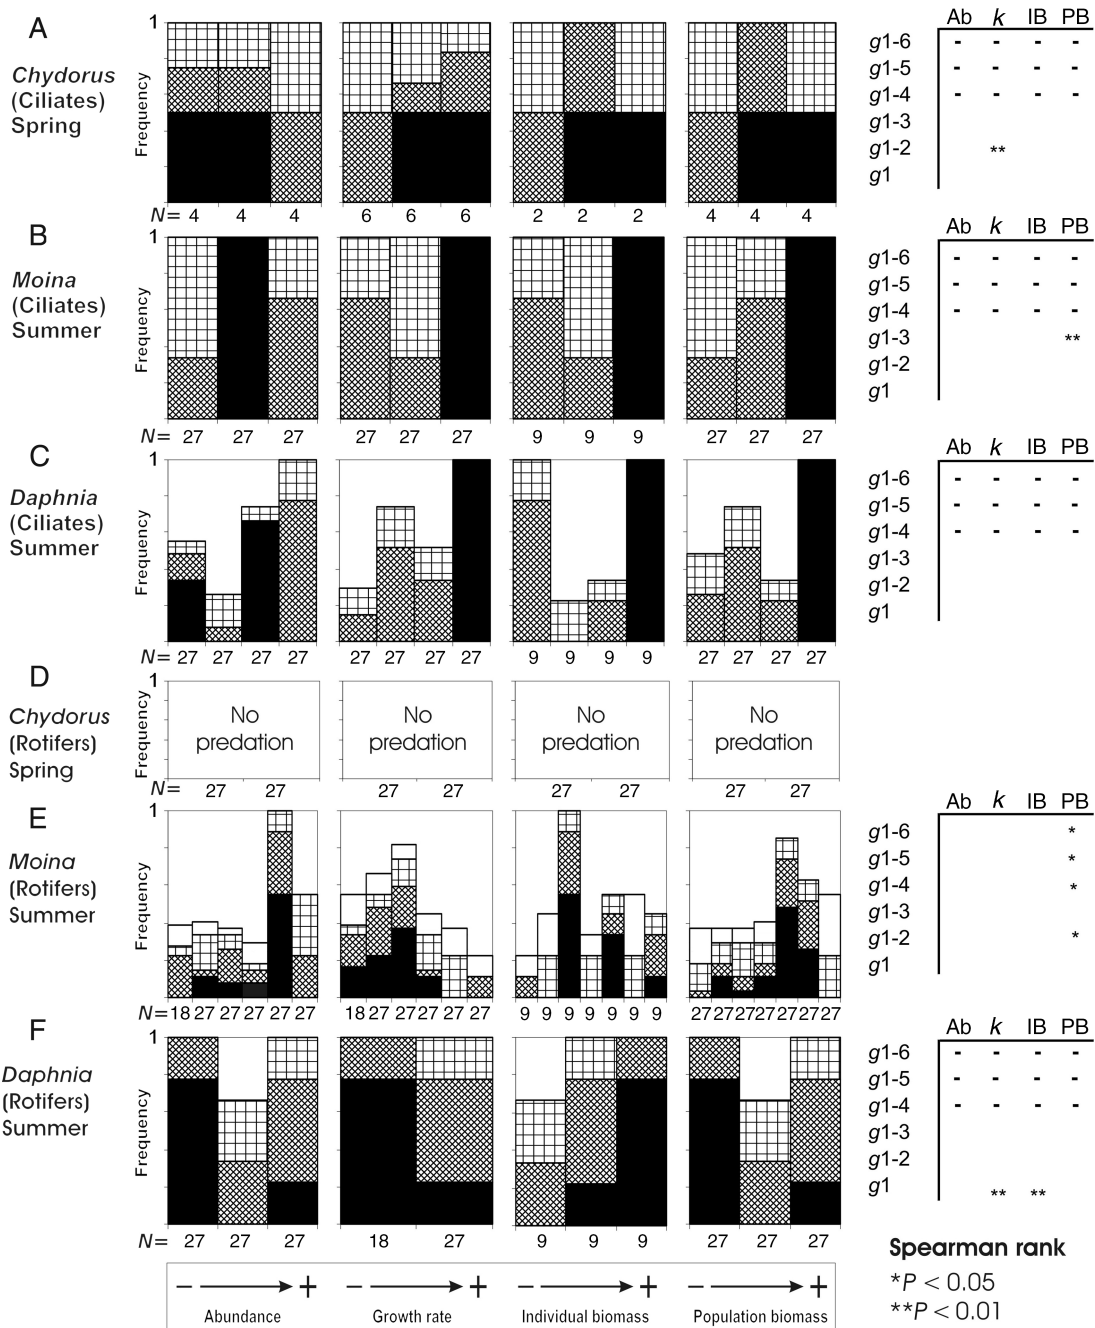 A
Chydorus
(Ciliates)
Spring
Frequency
1
N= 4 4 4 6 6 6 2 2 2 4 4 4
Ab k IB PB
g1-6 - - - -
g1-5 - - - -
g1-4 - - - -
g1-3
g1-2 **
g1
B
Moina
(Ciliates)
Summer
Frequency
1
N= 27 27 27 27 27 27 9 9 9 27 27 27
Ab k IB PB
g1-6 - - - -
g1-5 - - - -
g1-4 - - - -
g1-3 **
g1-2
g1
C
Daphnia
(Ciliates)
Summer
Frequency
1
N= 27 27 27 27 27 27 27 27 9 9 9 9 27 27 27 27
Ab k IB PB
g1-6 - - - -
g1-5 - - - -
g1-4 - - - -
g1-3
g1-2
g1
D
Chydorus
(Rotifers)
Spring
Frequency
1
No predation
No predation
No predation
No predation
N= 27 27 27 27 27 27 27 27
E
Moina
(Rotifers)
Summer
Frequency
1
N= 18 27 27 27 27 27 18 27 27 27 27 27 9 9 9 9 9 9 9 27 27 27 27 27 27 27
Ab k IB PB
g1-6 *
g1-5 *
g1-4 *
g1-3
g1-2 *
g1
F
Daphnia
(Rotifers)
Summer
Frequency
1
N= 27 27 27 18 27 9 9 9 27 27 27
Ab k IB PB
g1-6 - - - -
g1-5 - - - -
g1-4 - - - -
g1-3
g1-2
g1 ** **
− + − + − + − +
Abundance Growth rate Individual biomass Population biomass
Spearman rank
*P < 0.05
**P < 0.01